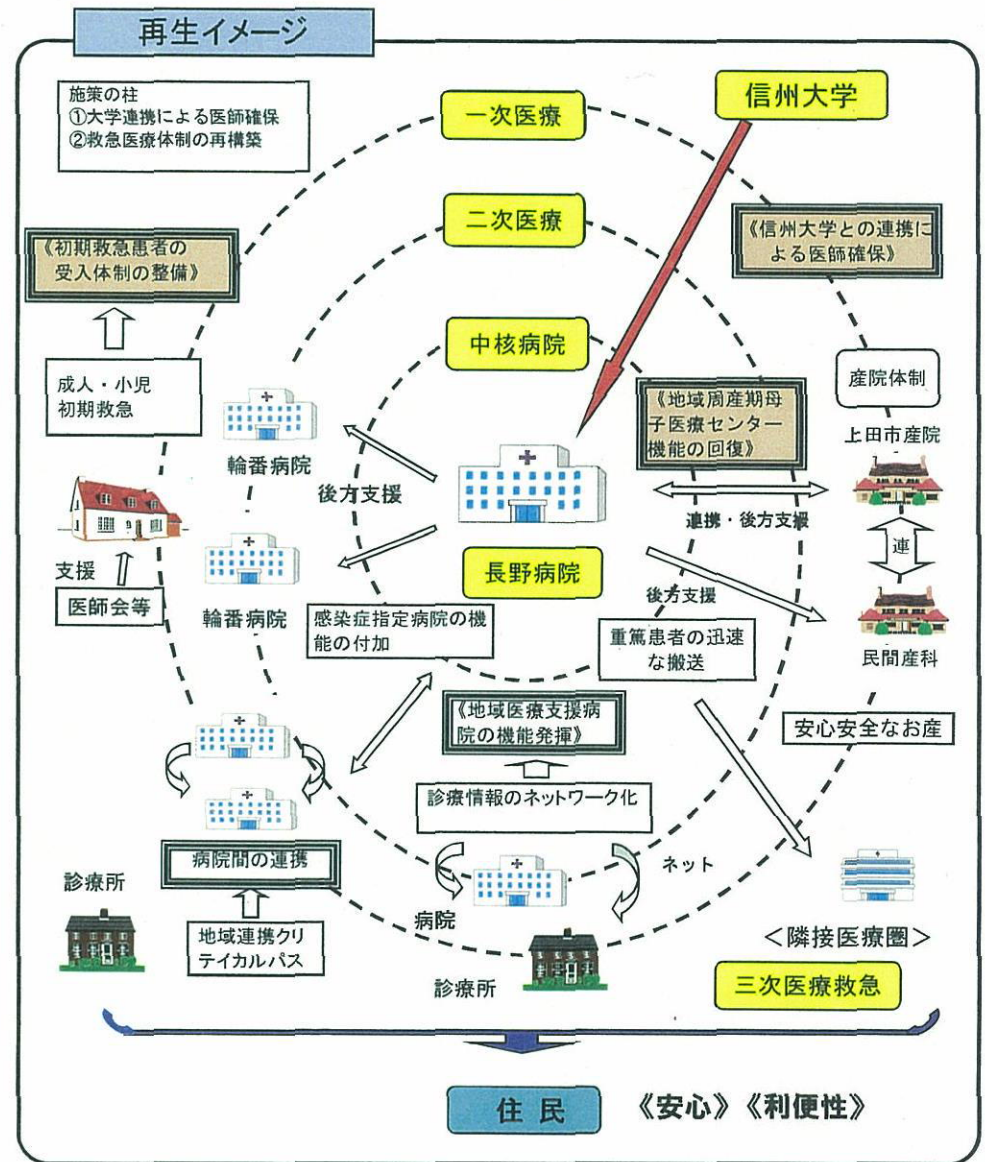 再生イメージ
施策の柱
①大学連携による医師確保
②救急医療体制の再構築
一次医療
信州大学
二次医療
《初期救急患者の
受入体制の整備》
《信州大学との連携に
よる医師確保》
中核病院
成人・小児
初期救急
産院体制
《地域周産期母
子医療センター
機能の回復》
上田市産院
輪番病院
後方支援
連携・後方支援
連
支援
医師会等
輪番病院
長野病院
後方支援
感染症指定病院の機
能の付加
重篤患者の迅速
な搬送
民間産科
《地域医療支援病
院の機能発揮》
安心安全なお産
診療情報のネットワーク化
病院間の連携
ネット
診療所
病院
地域連携クリ
テイカルパス
＜隣接医療圏＞
診療所
三次医療救急
住民
《安心》《利便性》